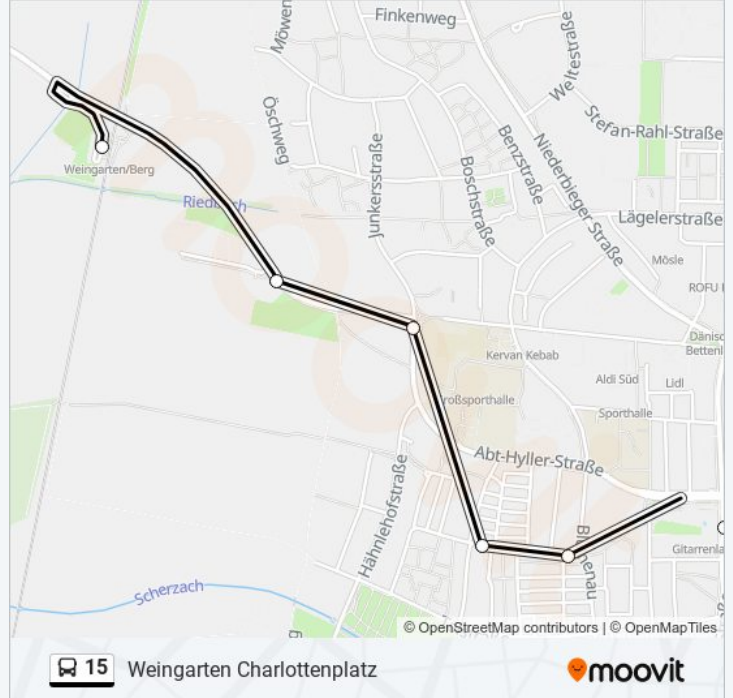 Finkenweg
Möwen
Weltestraße
Öschweg
Stefan-Rahl-Straße
Junkersstraße
Benzstraße
Niederbieger Straße
Boschstraße
Weingarten/Berg
Riedbach
Lägelerstraße
Mösle
ROFU
Dänisc
Bettenl
Kervan Kebab
Aldi Süd
Lidl
roßsporthalle
Sporthalle
Abt-Hyller-Straße
Hähnlehofstraße
Gitarrenla
Scherzach
© OpenStreetMap contributors | © OpenMapTiles
15 Weingarten Charlottenplatz
moovit